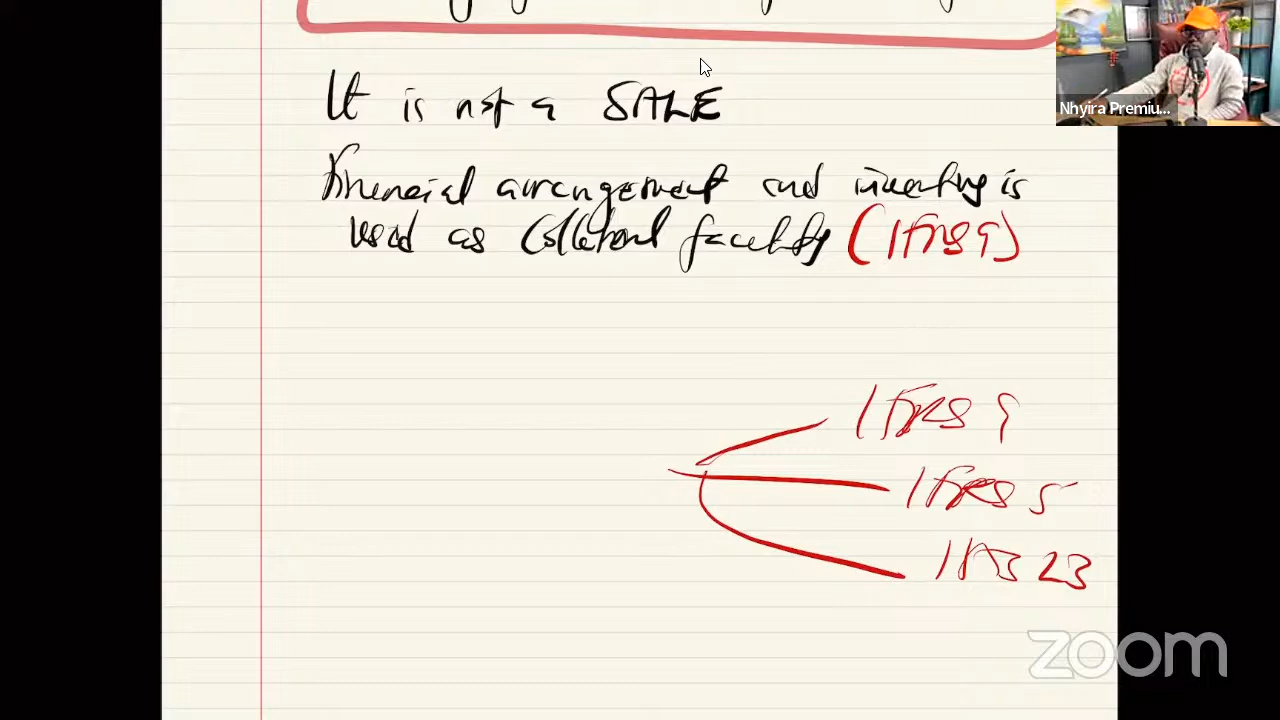 Nhyira Premiu...
It is not a SALE
Financial arrangement and inventory is
used as collateral facility (IFRS 9)
IFRS 9
IFRS 5
IAS 23
zoom